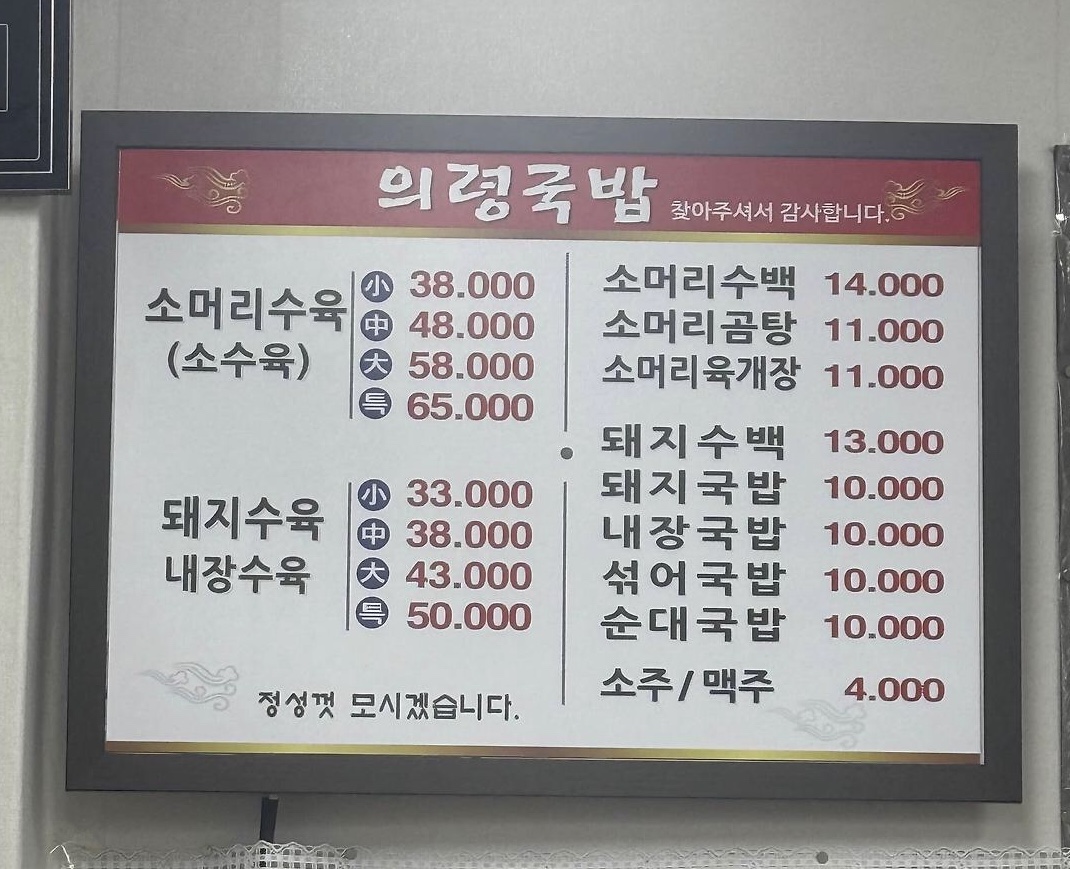 의령국밥 찾아주셔서 감사합니다.
소머리수육
(소수육)
小 38.000
中 48.000
大 58.000
특 65.000
돼지수육
내장수육
小 33.000
中 38.000
大 43.000
특 50.000
정성껏 모시겠습니다.
소머리수백 14.000
소머리곰탕 11.000
소머리육개장 11.000
돼지수백 13.000
돼지국밥 10.000
내장국밥 10.000
섞어국밥 10.000
순대국밥 10.000
소주/맥주 4.000